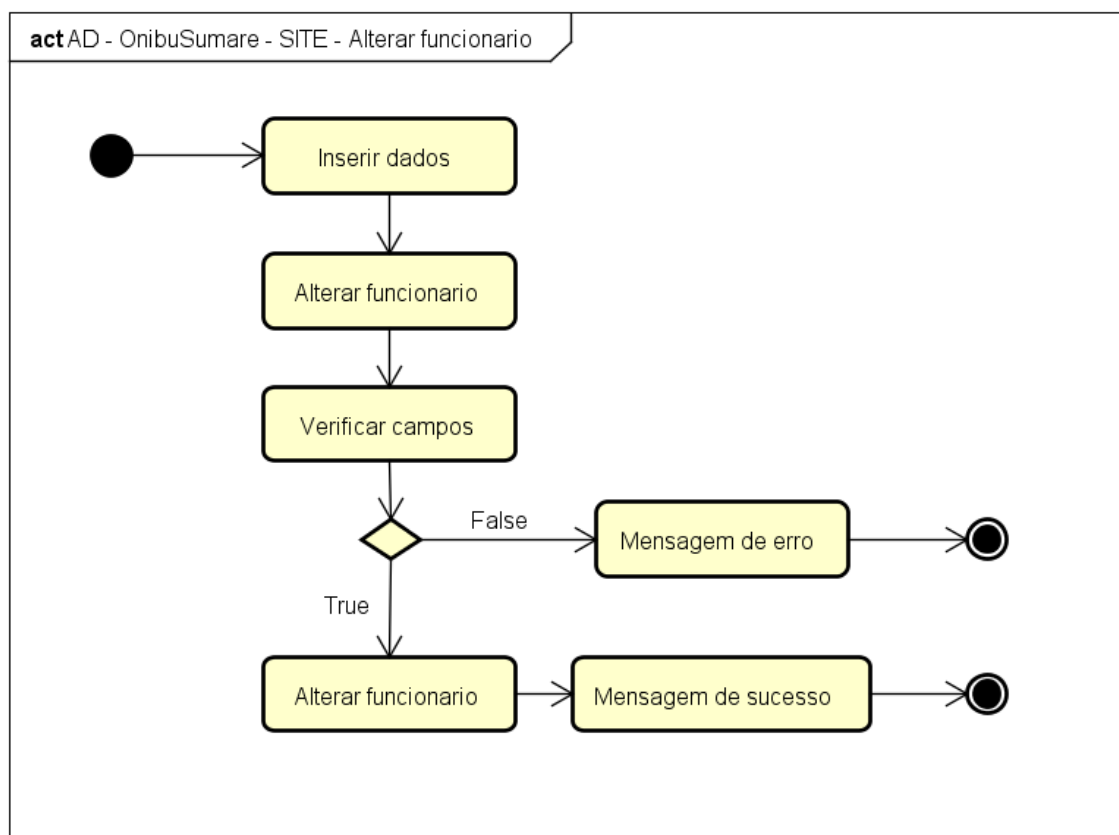 act AD - OnibuSumare - SITE - Alterar funcionario
Inserir dados
Alterar funcionario
Verificar campos
False
Mensagem de erro
True
Alterar funcionario
Mensagem de sucesso